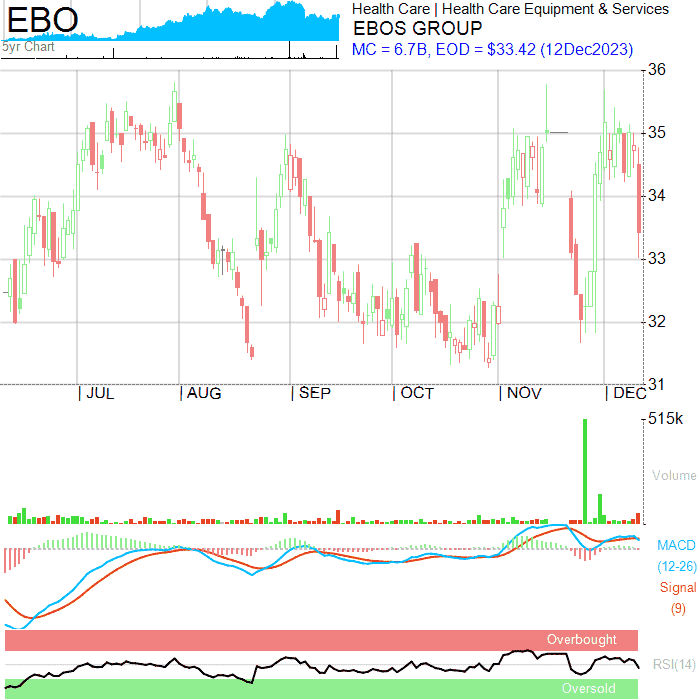 EBO
5yr Chart
Health Care | Health Care Equipment & Services
EBOS GROUP
MC = 6.7B, EOD = $33.42 (12Dec2023)
36
35
34
33
32
31
| JUL | AUG | SEP | OCT | NOV | DEC
515k
Volume
MACD
(12-26)
Signal
(9)
Overbought
RSI(14)
Oversold